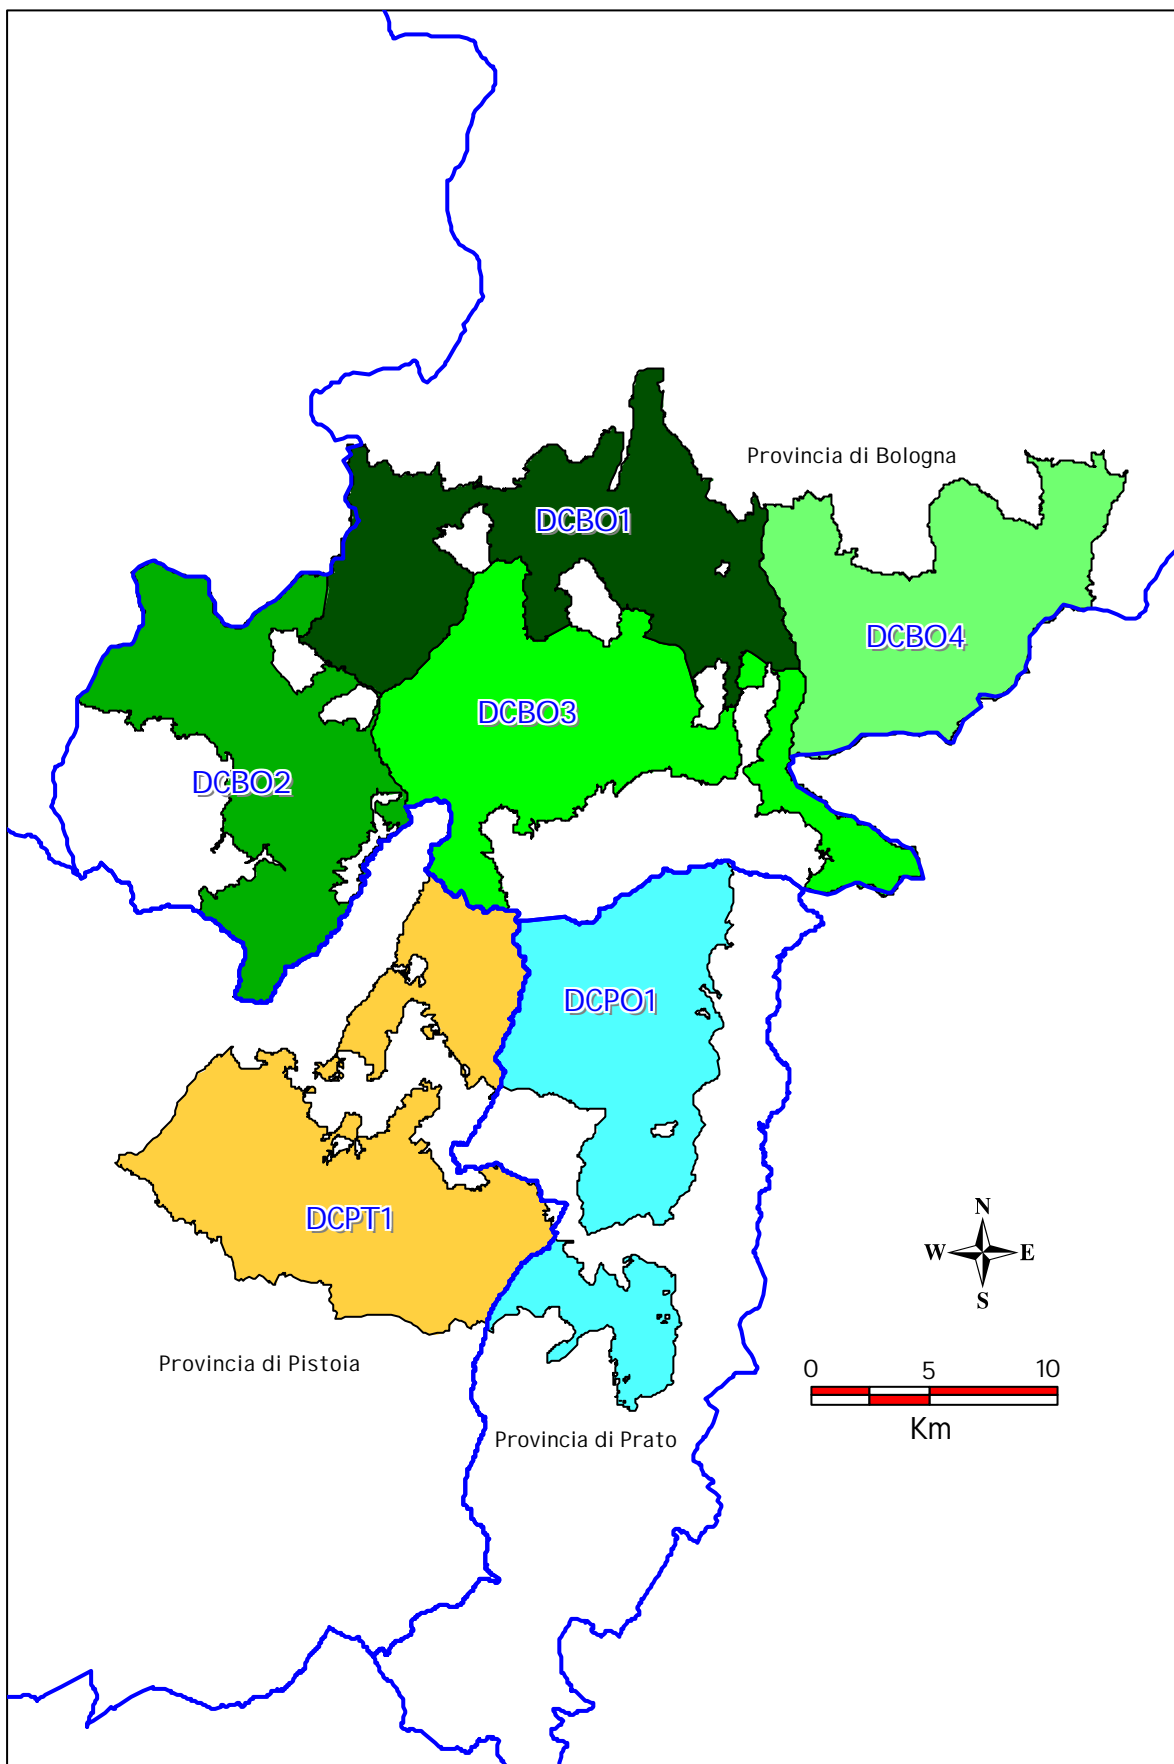 Provincia di Bologna
DCBO1
DCBO4
DCBO3
DCBO2
DCPO1
DCPT1
N
W E
S
Provincia di Pistoia
0 5 10
Km
Provincia di Prato